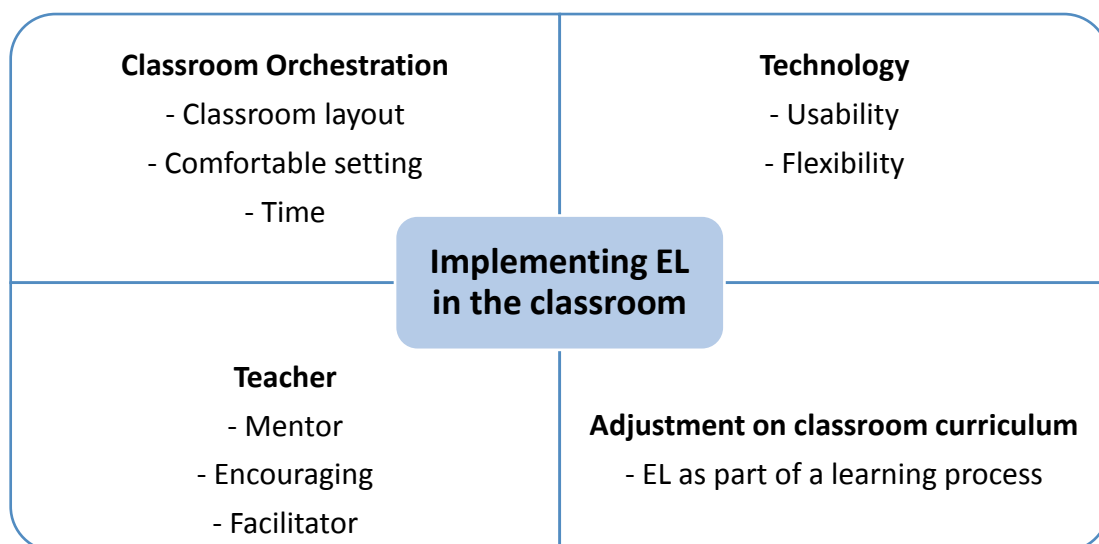 Classroom Orchestration
- Classroom layout
- Comfortable setting
- Time
Technology
- Usability
- Flexibility
Implementing EL
in the classroom
Teacher
- Mentor
- Encouraging
- Facilitator
Adjustment on classroom curriculum
- EL as part of a learning process